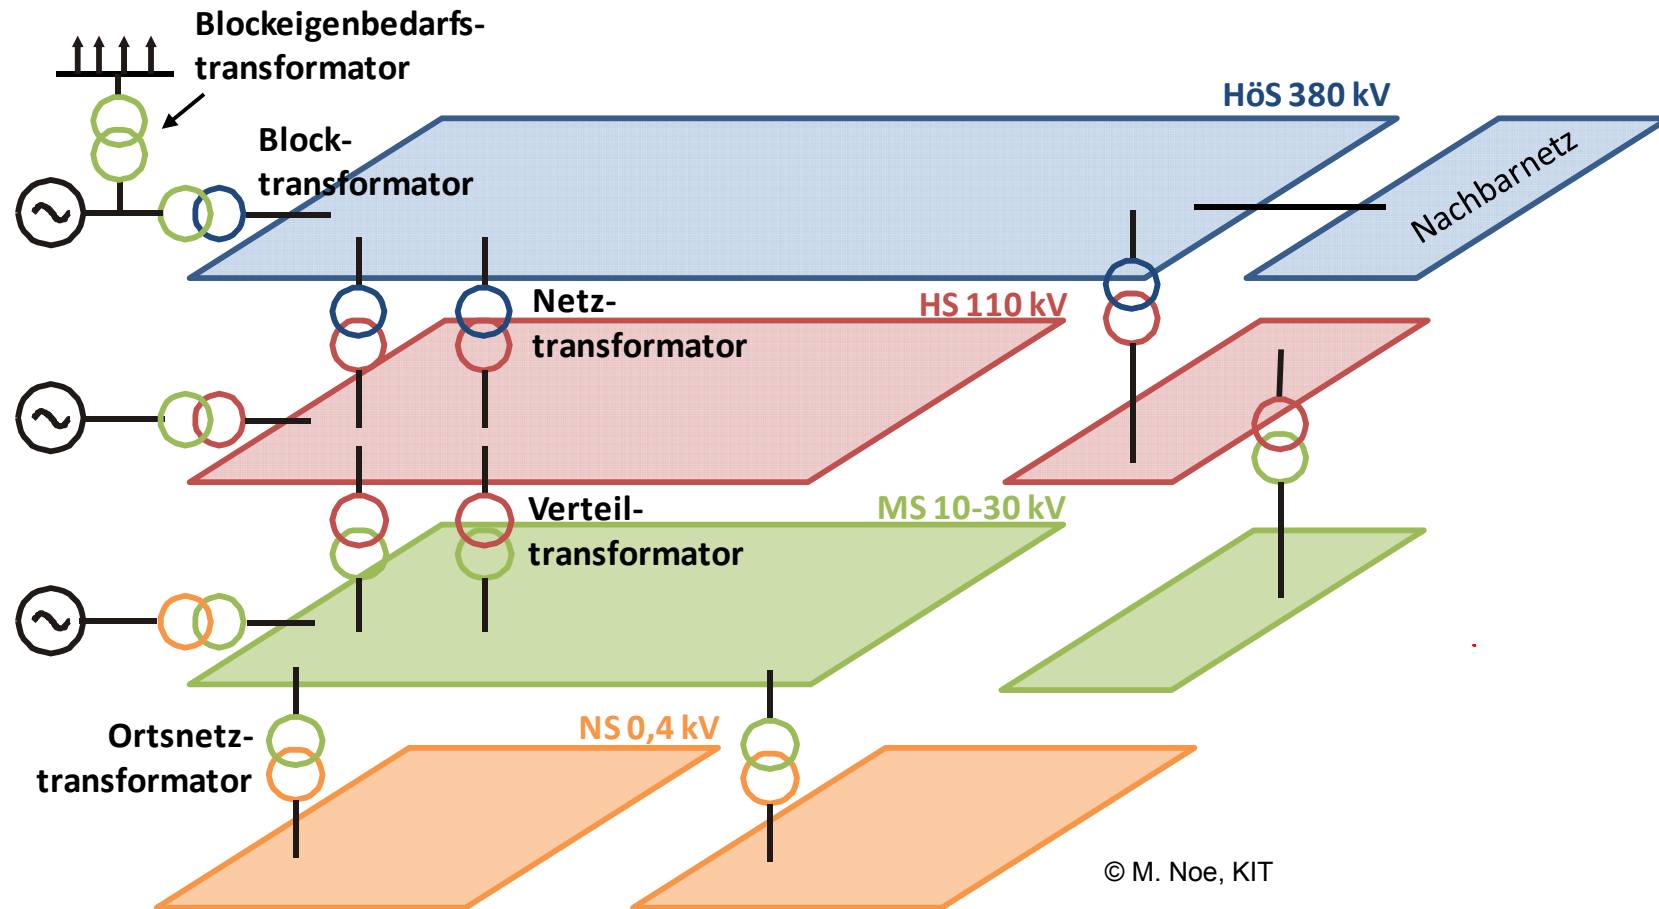 Blockeigenbedarfs-
transformator
HöS 380 kV
Block-
transformator
Nachbarnetz
Netz-
transformator
HS 110 kV
Verteil-
transformator
MS 10-30 kV
Ortsnetz-
transformator
NS 0,4 kV
© M. Noe, KIT